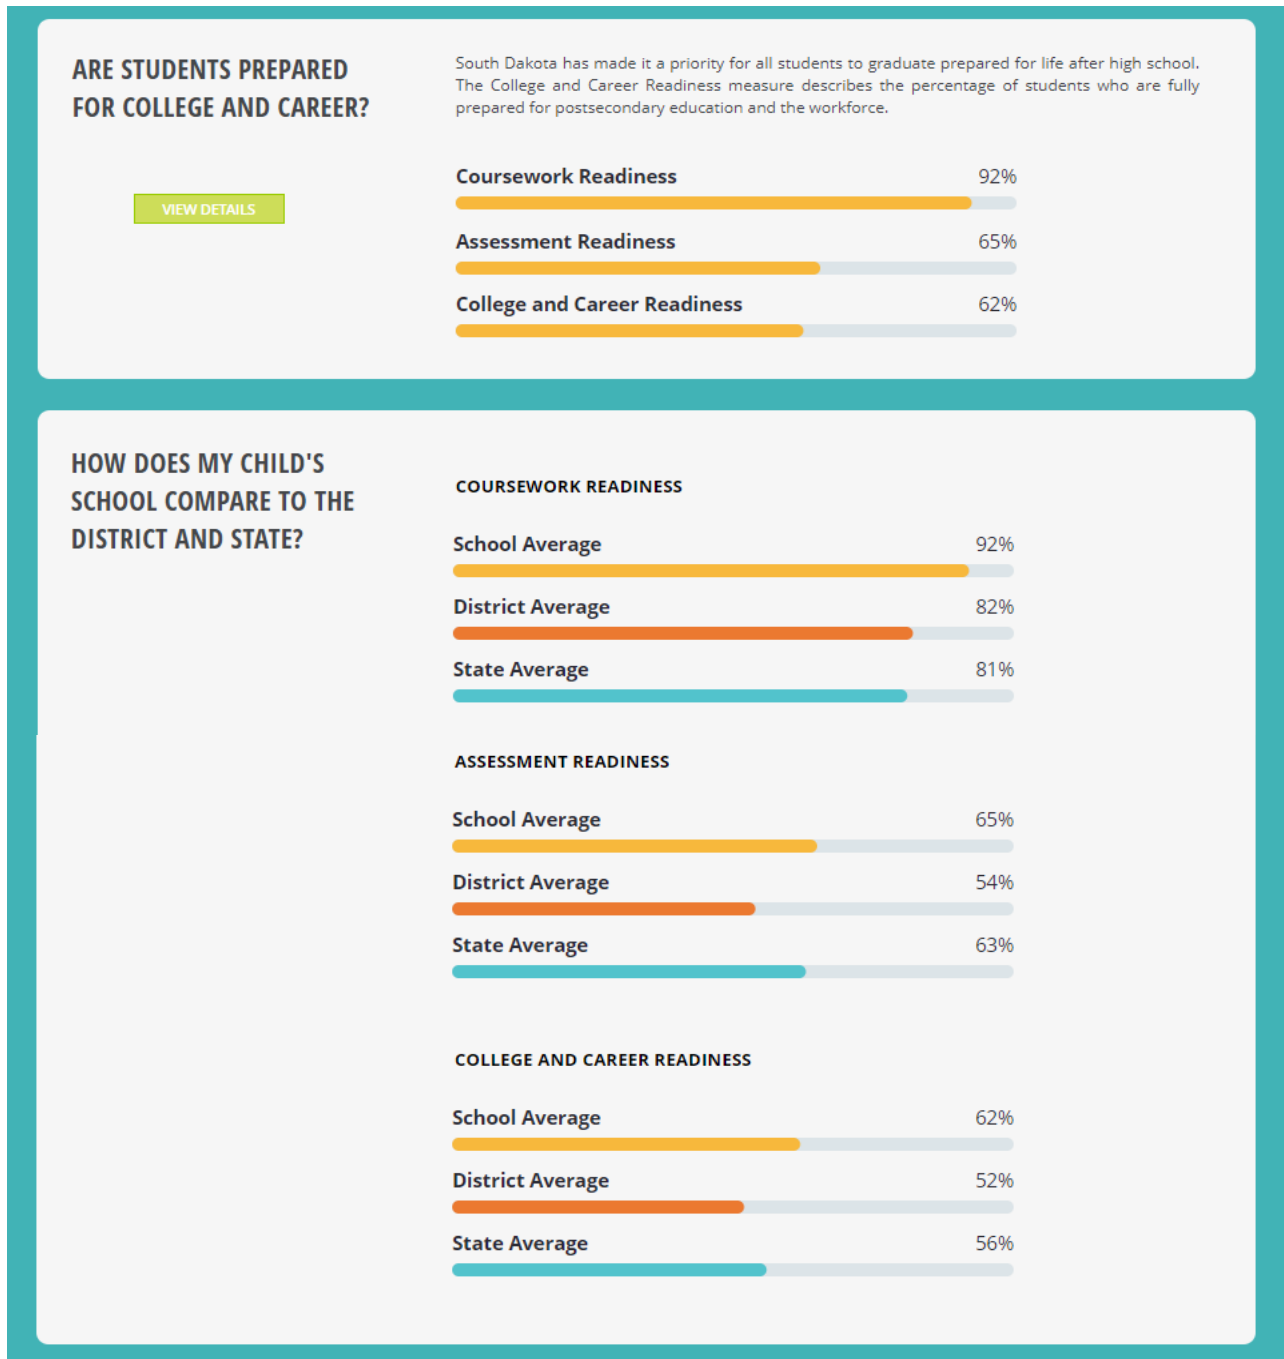 ARE STUDENTS PREPARED
FOR COLLEGE AND CAREER?
VIEW DETAILS
South Dakota has made it a priority for all students to graduate prepared for life after high school.
The College and Career Readiness measure describes the percentage of students who are fully
prepared for postsecondary education and the workforce.
Coursework Readiness 92%
Assessment Readiness 65%
College and Career Readiness 62%
HOW DOES MY CHILD'S
SCHOOL COMPARE TO THE
DISTRICT AND STATE?
COURSEWORK READINESS
School Average 92%
District Average 82%
State Average 81%
ASSESSMENT READINESS
School Average 65%
District Average 54%
State Average 63%
COLLEGE AND CAREER READINESS
School Average 62%
District Average 52%
State Average 56%